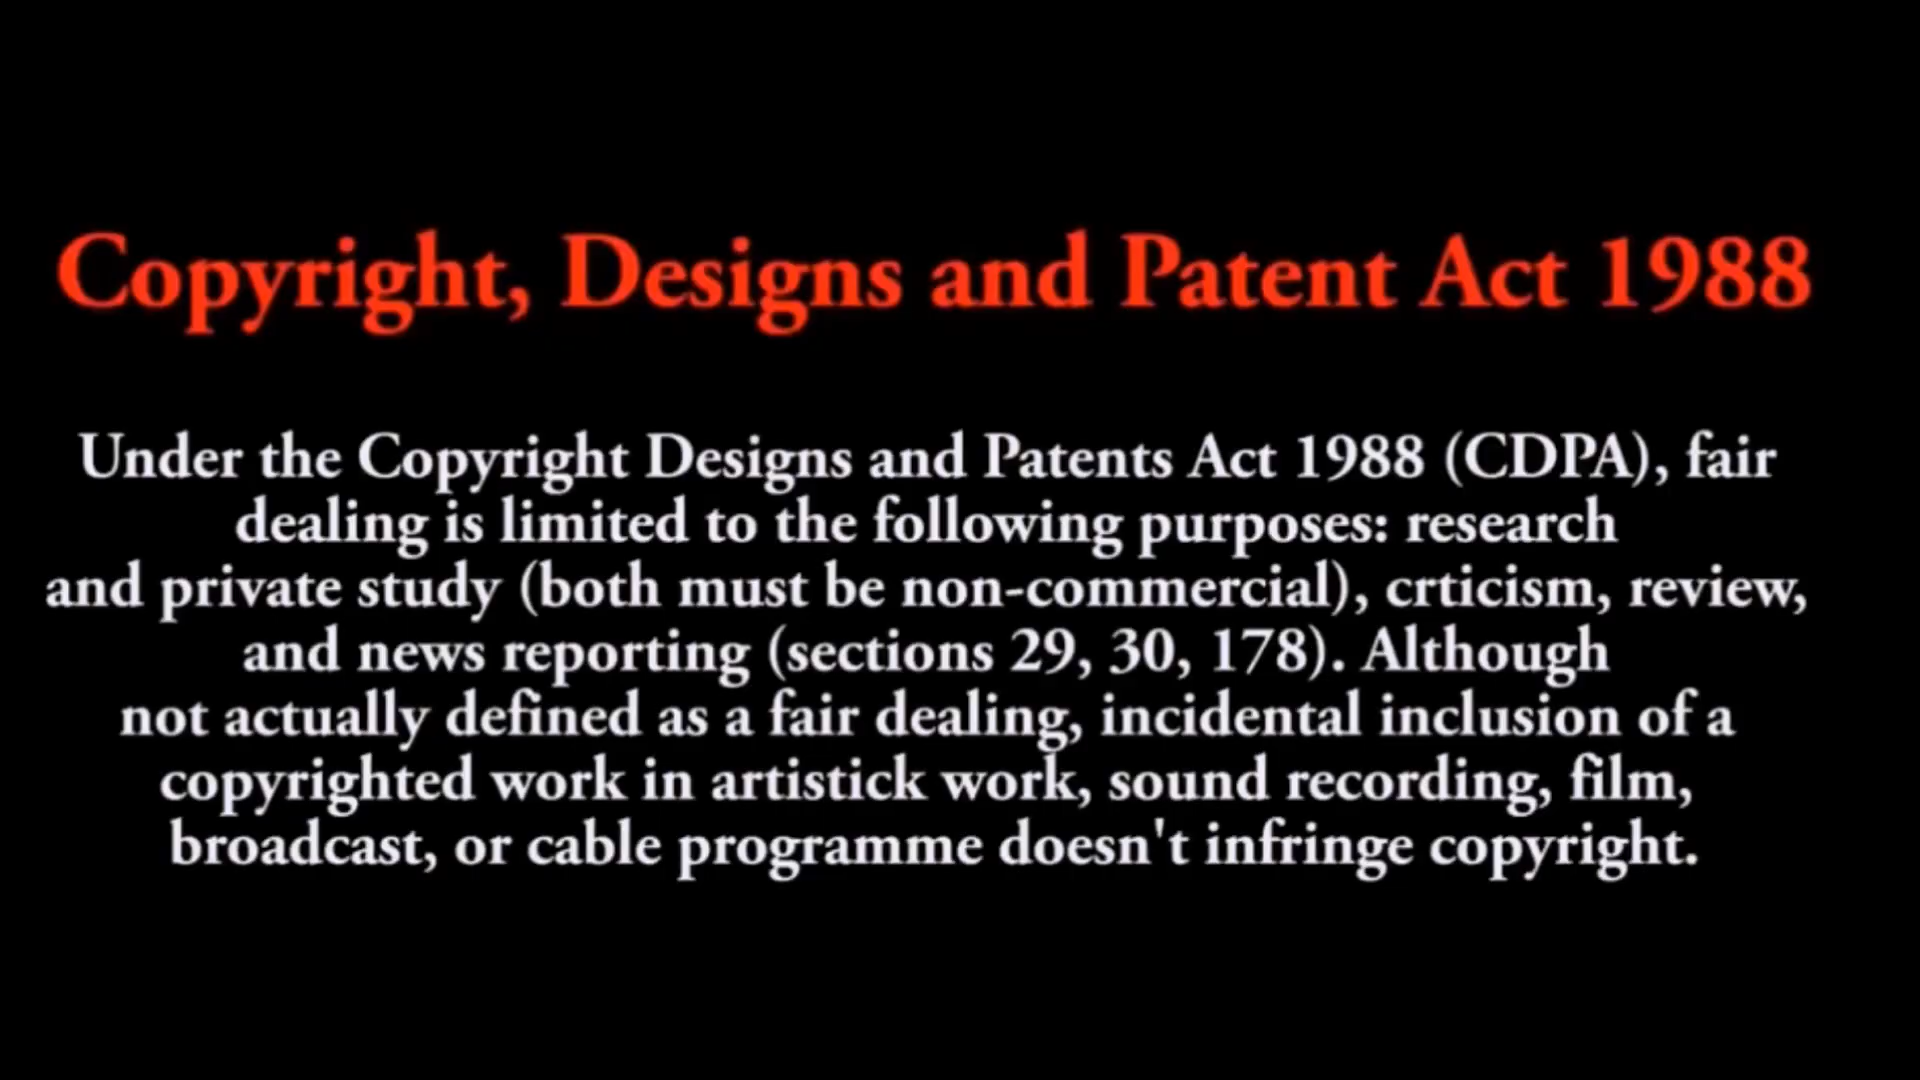 Copyright, Designs and Patent Act 1988
Under the Copyright Designs and Patents Act 1988 (CDPA), fair
dealing is limited to the following purposes: research
and private study (both must be non-commercial), crticism, review,
and news reporting (sections 29, 30, 178). Although
not actually defined as a fair dealing, incidental inclusion of a
copyrighted work in artistick work, sound recording, film,
broadcast, or cable programme doesn't infringe copyright.